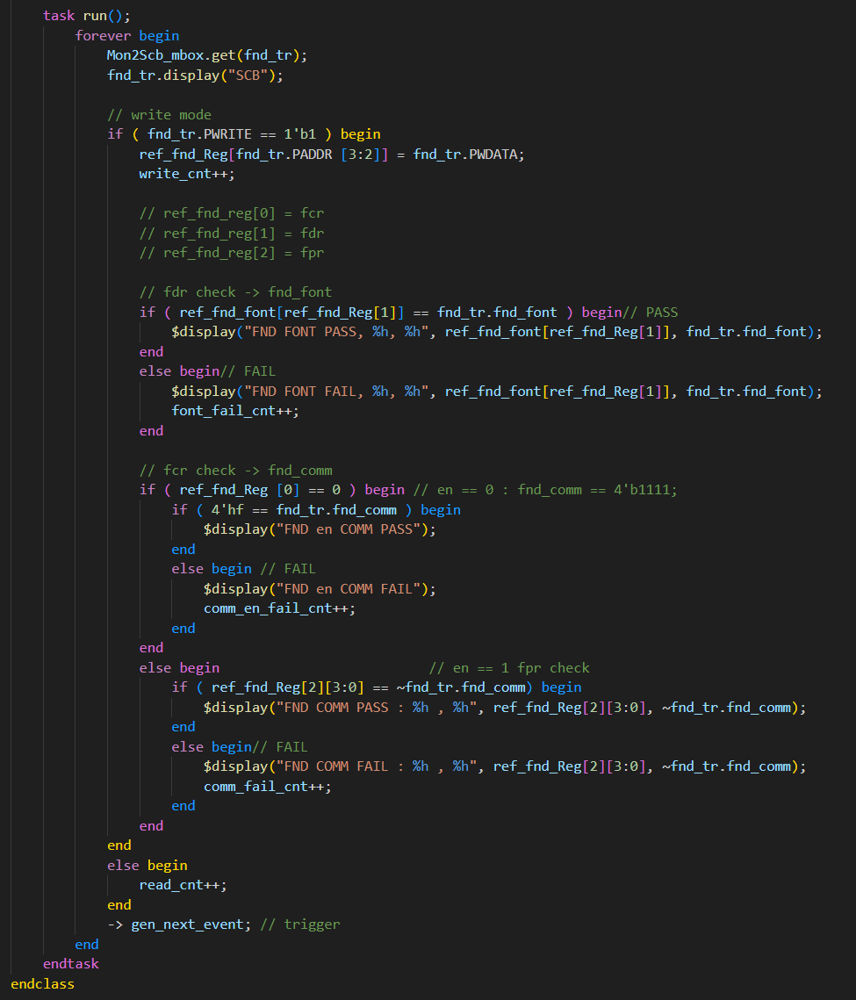 task run();
forever begin
Mon2Scb_mbox.get(fnd_tr);
fnd_tr.display("SCB");
// write mode
if ( fnd_tr.PWRITE == 1'b1 ) begin
ref_fnd_Reg[fnd_tr.PADDR [3:2]] = fnd_tr.PWDATA;
write_cnt++;
// ref_fnd_reg[0] = fcr
// ref_fnd_reg[1] = fdr
// ref_fnd_reg[2] = fpr
// fdr check -> fnd_font
if ( ref_fnd_font[ref_fnd_Reg[1]] == fnd_tr.fnd_font ) begin// PASS
$display("FND FONT PASS, %h, %h", ref_fnd_font[ref_fnd_Reg[1]], fnd_tr.fnd_font);
end
else begin// FAIL
$display("FND FONT FAIL, %h, %h", ref_fnd_font[ref_fnd_Reg[1]], fnd_tr.fnd_font);
font_fail_cnt++;
end
// fcr check -> fnd_comm
if ( ref_fnd_Reg [0] == 0 ) begin // en == 0 : fnd_comm == 4'b1111;
if ( 4'hf == fnd_tr.fnd_comm ) begin
$display("FND en COMM PASS");
end
else begin // FAIL
$display("FND en COMM FAIL");
comm_en_fail_cnt++;
end
end
else begin // en == 1 fpr check
if ( ref_fnd_Reg[2][3:0] == ~fnd_tr.fnd_comm) begin
$display("FND COMM PASS : %h , %h", ref_fnd_Reg[2][3:0], ~fnd_tr.fnd_comm);
end
else begin// FAIL
$display("FND COMM FAIL : %h , %h", ref_fnd_Reg[2][3:0], ~fnd_tr.fnd_comm);
comm_fail_cnt++;
end
end
end
else begin
read_cnt++;
end
-> gen_next_event; // trigger
end
endtask
endclass